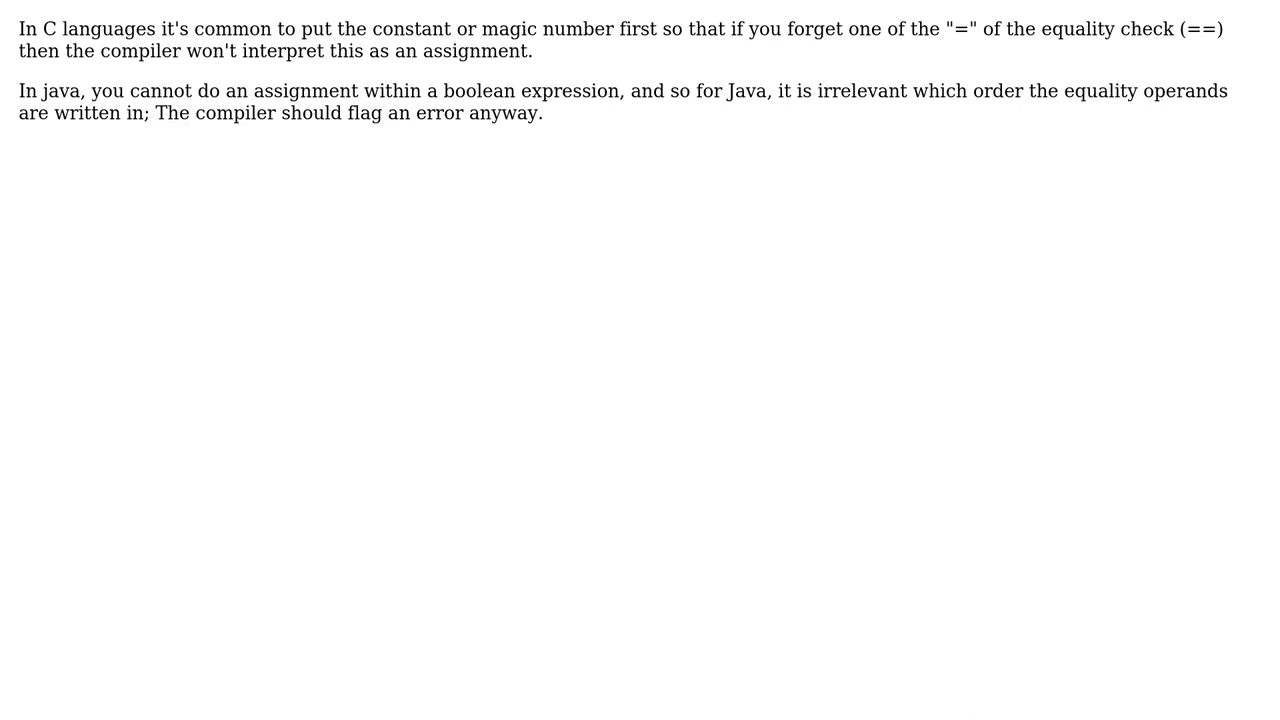 In C languages it's common to put the constant or magic number first so that if you forget one of the "=" of the equality check (==)
then the compiler won't interpret this as an assignment.
In java, you cannot do an assignment within a boolean expression, and so for Java, it is irrelevant which order the equality operands
are written in; The compiler should flag an error anyway.